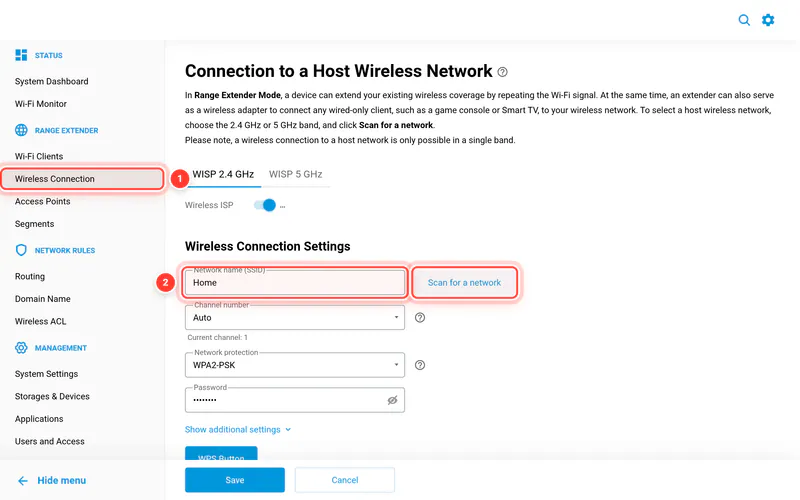 STATUS
System Dashboard
Wi-Fi Monitor
RANGE EXTENDER
Wi-Fi Clients
Wireless Connection
Access Points
Segments
NETWORK RULES
Routing
Domain Name
Wireless ACL
MANAGEMENT
System Settings
Storages & Devices
Applications
Users and Access
Hide menu
Connection to a Host Wireless Network
In Range Extender Mode, a device can extend your existing wireless coverage by repeating the Wi-Fi signal. At the same time, an extender can also serve
as a wireless adapter to connect any wired-only client, such as a game console or Smart TV, to your wireless network. To select a host wireless network,
choose the 2.4 GHz or 5 GHz band, and click Scan for a network.
Please note, a wireless connection to a host network is only possible in a single band.
1
WISP 2.4 GHz WISP 5 GHz
Wireless ISP ...
Wireless Connection Settings
2
Network name (SSID)
Home
Scan for a network
Channel number
Auto
Current channel: 1
Network protection
WPA2-PSK
Password
••••••••
Show additional settings
WPS Button
Save Cancel